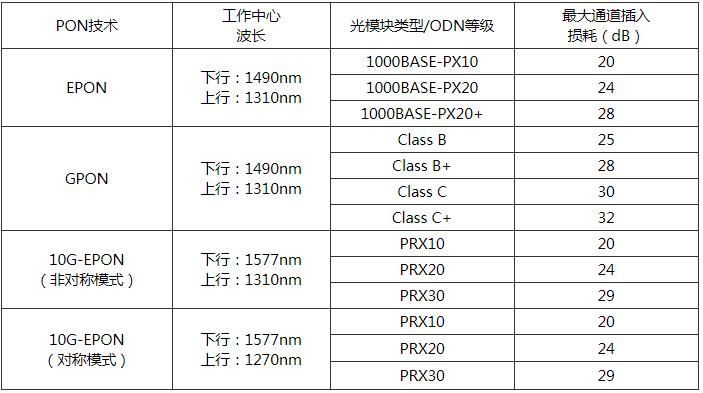 PON技术 工作中心波长 光模块类型/ODN等级 最大通道插入损耗（dB）
EPON 下行：1490nm 上行：1310nm
1000BASE-PX10 20
1000BASE-PX20 24
1000BASE-PX20+ 28
GPON 下行：1490nm 上行：1310nm
Class B 25
Class B+ 28
Class C 30
Class C+ 32
10G-EPON（非对称模式） 下行：1577nm 上行：1310nm
PRX10 20
PRX20 24
PRX30 29
10G-EPON（对称模式） 下行：1577nm 上行：1270nm
PRX10 20
PRX20 24
PRX30 29